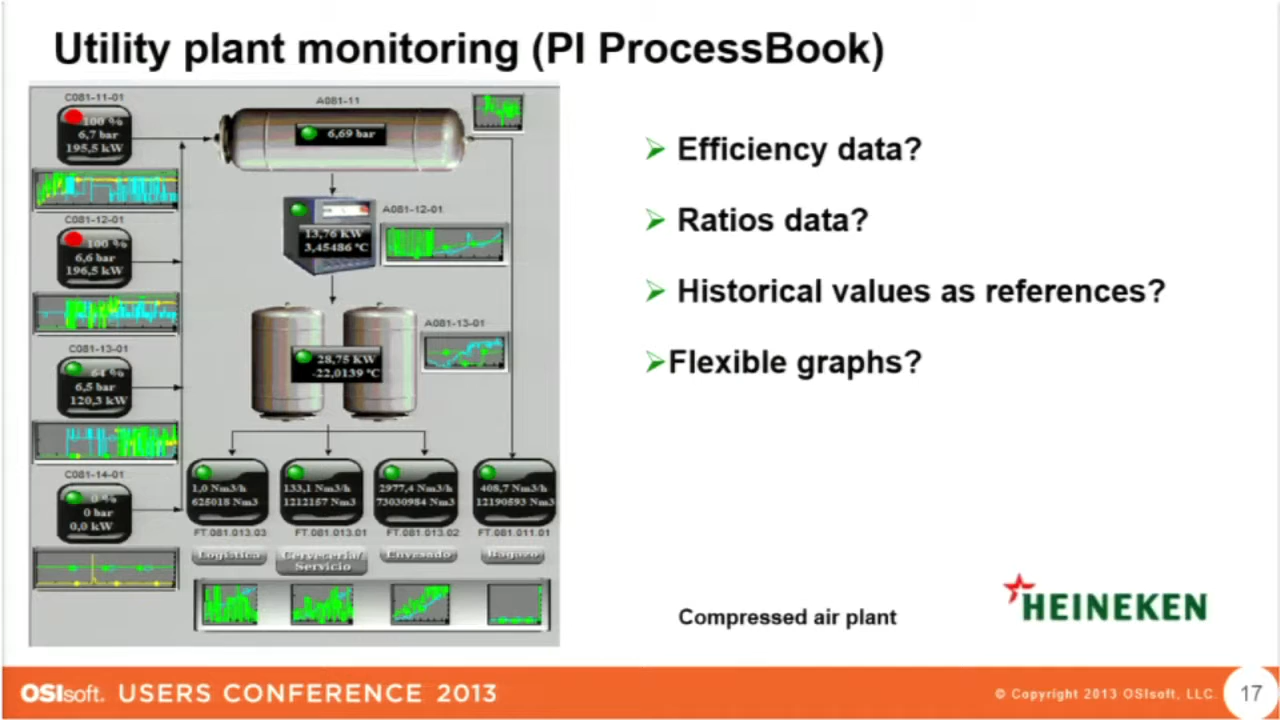 Utility plant monitoring (PI ProcessBook)
C081-11-01
100 %
6,7 bar
195,5 kW
A081-11
6,69 bar
C081-12-01
100 %
6,6 bar
196,5 kW
A081-12-01
13,76 KW
3,45486 ºC
C081-13-01
64 %
6,5 bar
120,3 kW
A081-13-01
28,75 KW
-22,0139 ºC
C081-14-01
0 %
0 bar
0,0 kW
1,0 Nm3/h
625018 Nm3
133,1 Nm3/h
1212157 Nm3
2977,4 Nm3/h
73030984 Nm3
408,7 Nm3/h
12190593 Nm3
FT.081.013.03
FT.081.013.01
FT.081.013.02
FT.081.011.01
Logística
Cervecería/
Servicio
Envasado
Bagazo
➢ Efficiency data?
➢ Ratios data?
➢ Historical values as references?
➢Flexible graphs?
Compressed air plant
HEINEKEN
OSIsoft. USERS CONFERENCE 2013
© Copyright 2013 OSIsoft, LLC.
17